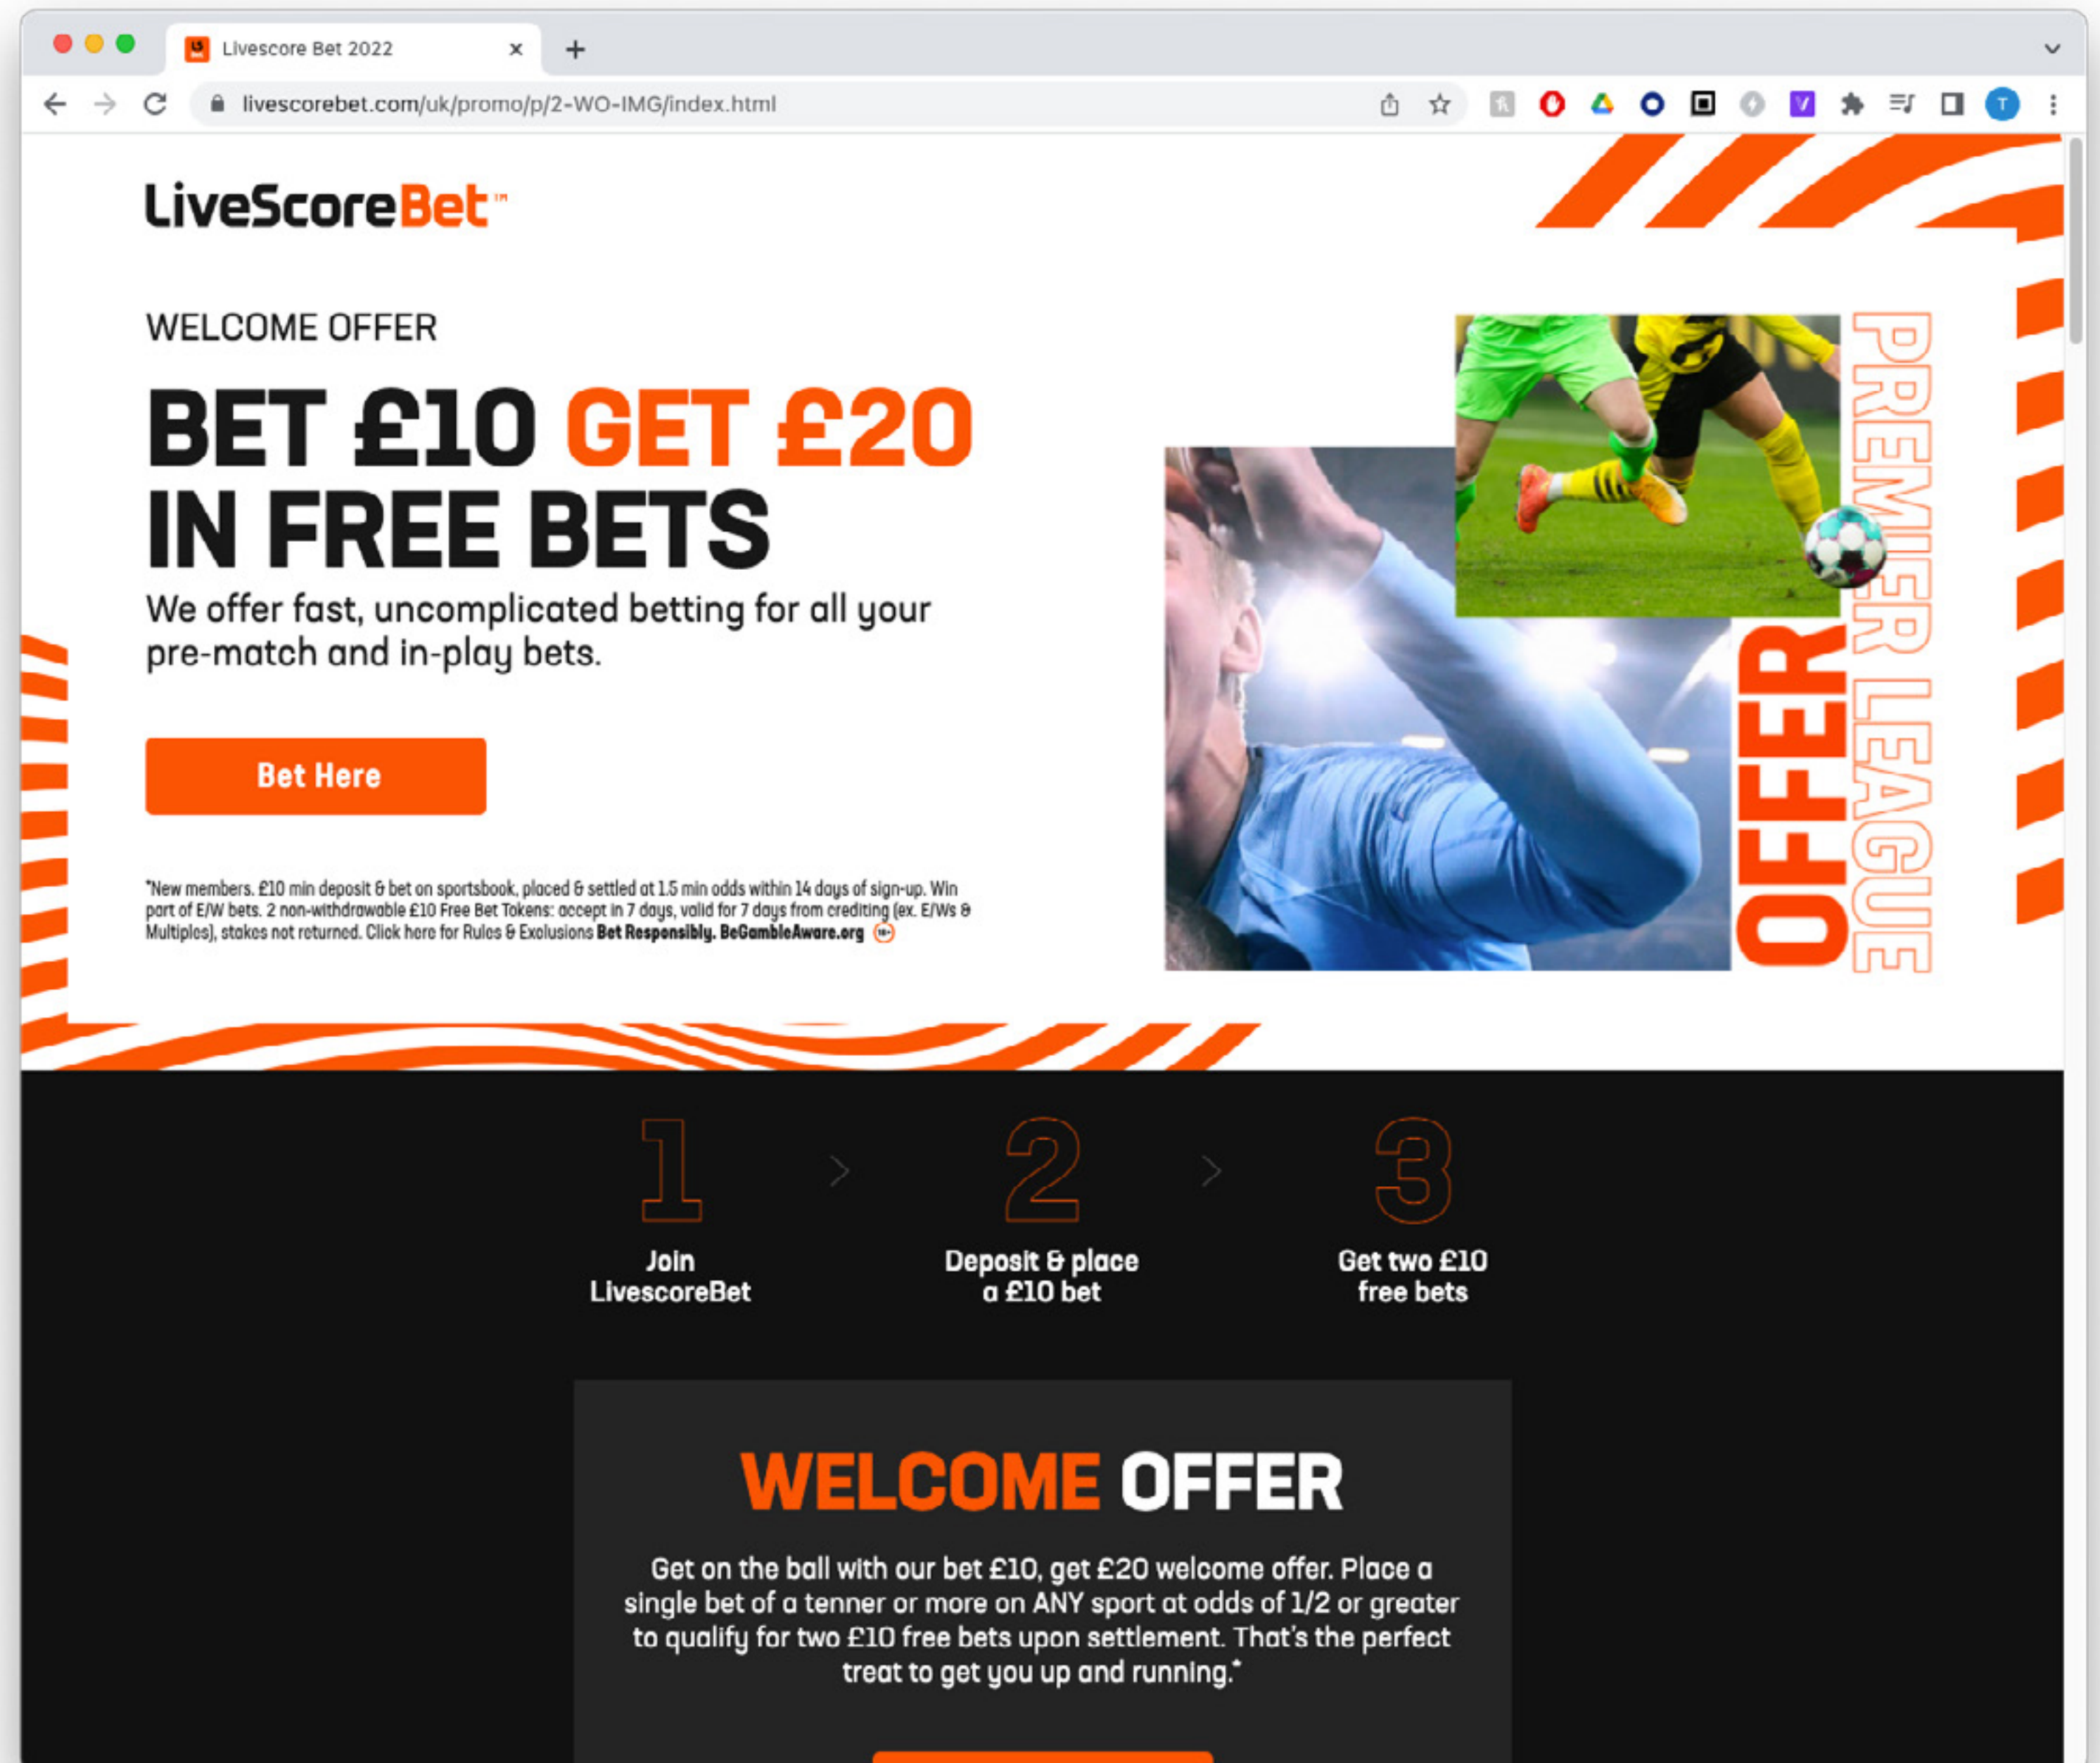 Livescore Bet 2022
livescorebet.com/uk/promo/p/2-WO-IMG/index.html
T
LiveScoreBet™
WELCOME OFFER
BET £10 GET £20
IN FREE BETS
We offer fast, uncomplicated betting for all your
pre-match and in-play bets.
Bet Here
*New members. £10 min deposit & bet on sportsbook, placed & settled at 1.5 min odds within 14 days of sign-up. Win
part of E/W bets. 2 non-withdrawable £10 Free Bet Tokens: accept in 7 days, valid for 7 days from crediting (ex. E/Ws &
Multiples), stakes not returned. Click here for Rules & Exclusions Bet Responsibly. BeGambleAware.org 18+
OFFER
PREMIER LEAGUE
1 > 2 > 3
Join
LivescoreBet
Deposit & place
a £10 bet
Get two £10
free bets
WELCOME OFFER
Get on the ball with our bet £10, get £20 welcome offer. Place a
single bet of a tenner or more on ANY sport at odds of 1/2 or greater
to qualify for two £10 free bets upon settlement. That's the perfect
treat to get you up and running.*